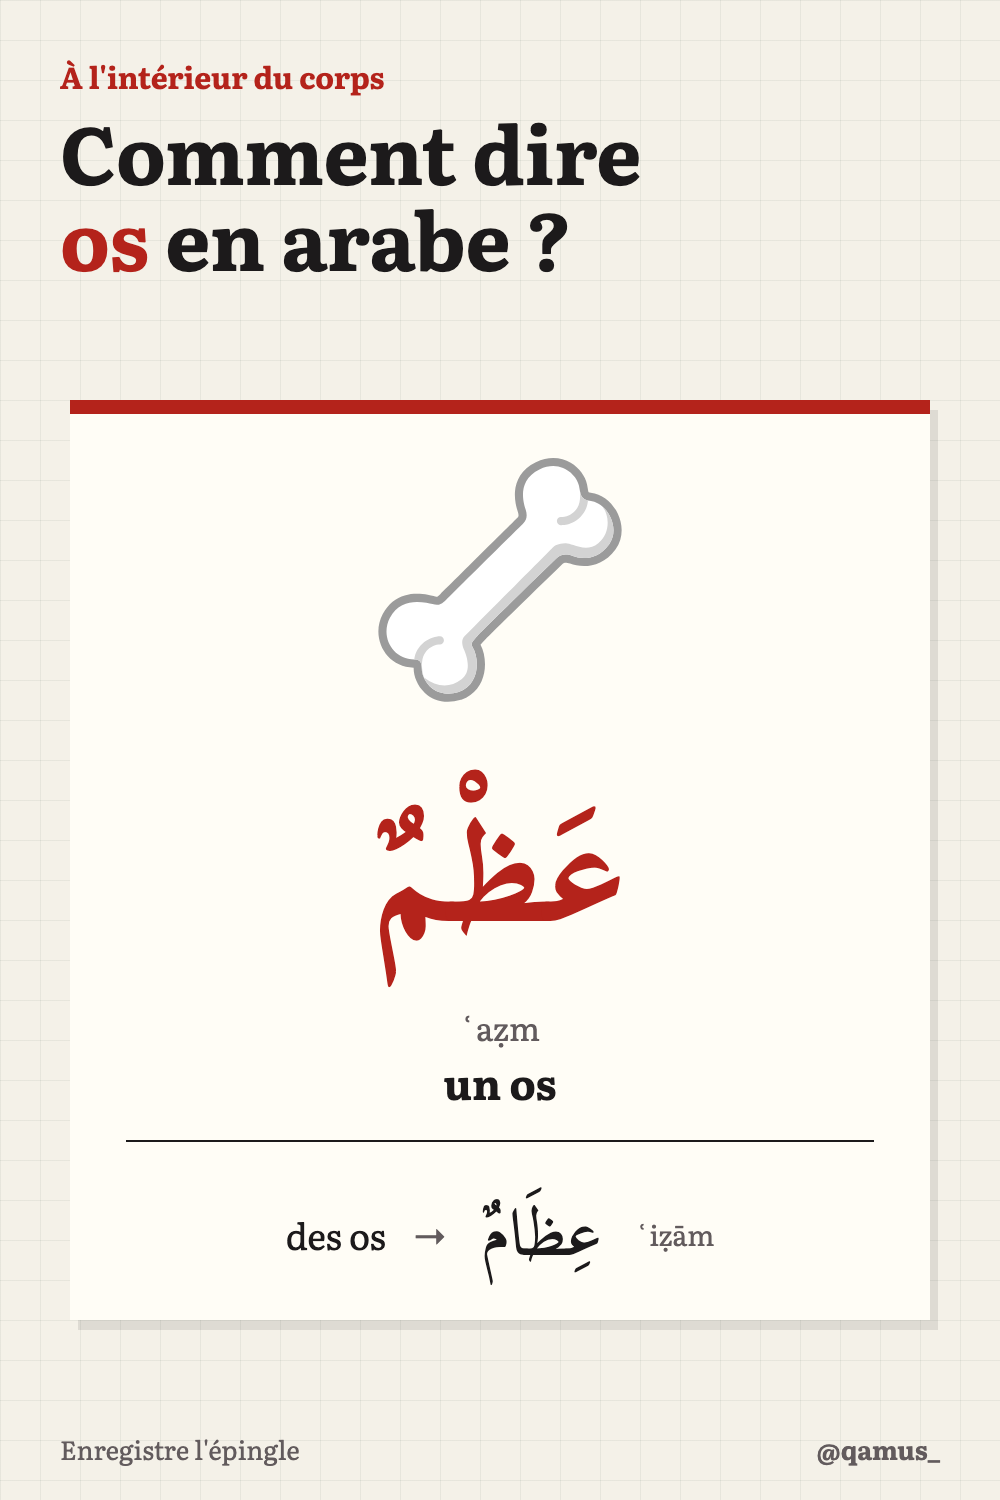 À l'intérieur du corps
Comment dire
os en arabe ?
عَظْمٌ
ʿaẓm
un os
des os → عِظَامٌ ʿiẓām
Enregistre l'épingle
@qamus_